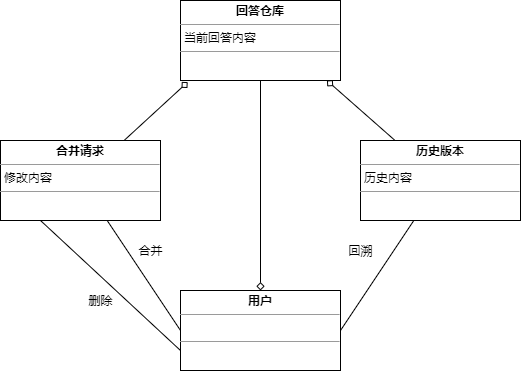 回答仓库
当前回答内容
合并请求
修改内容
历史版本
历史内容
合并
回溯
删除
用户